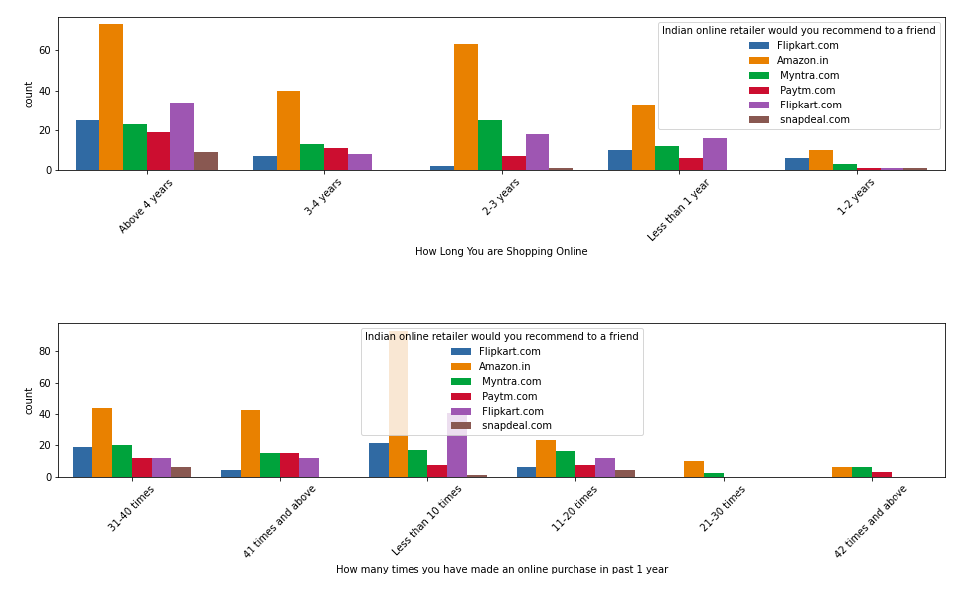 Indian online retailer would you recommend to a friend
Flipkart.com
Amazon.in
Myntra.com
Paytm.com
Flipkart.com
snapdeal.com
60
40
20
0
count
Above 4 years
3-4 years
2-3 years
Less than 1 year
1-2 years
How Long You are Shopping Online
Indian online retailer would you recommend to a friend
Flipkart.com
Amazon.in
Myntra.com
Paytm.com
Flipkart.com
snapdeal.com
80
60
40
20
0
count
31-40 times
41 times and above
Less than 10 times
11-20 times
21-30 times
42 times and above
How many times you have made an online purchase in past 1 year